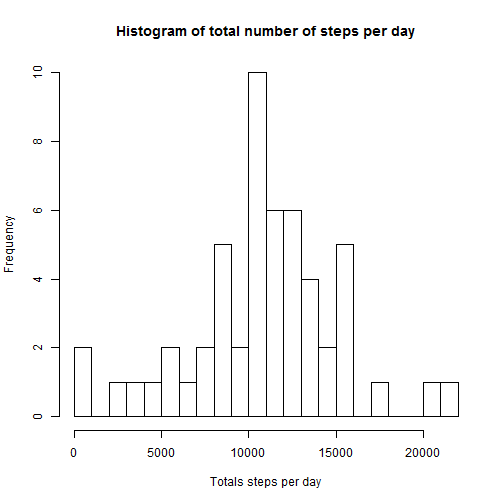 Histogram of total number of steps per day
Frequency
10
8
6
4
2
0
0 5000 10000 15000 20000
Totals steps per day